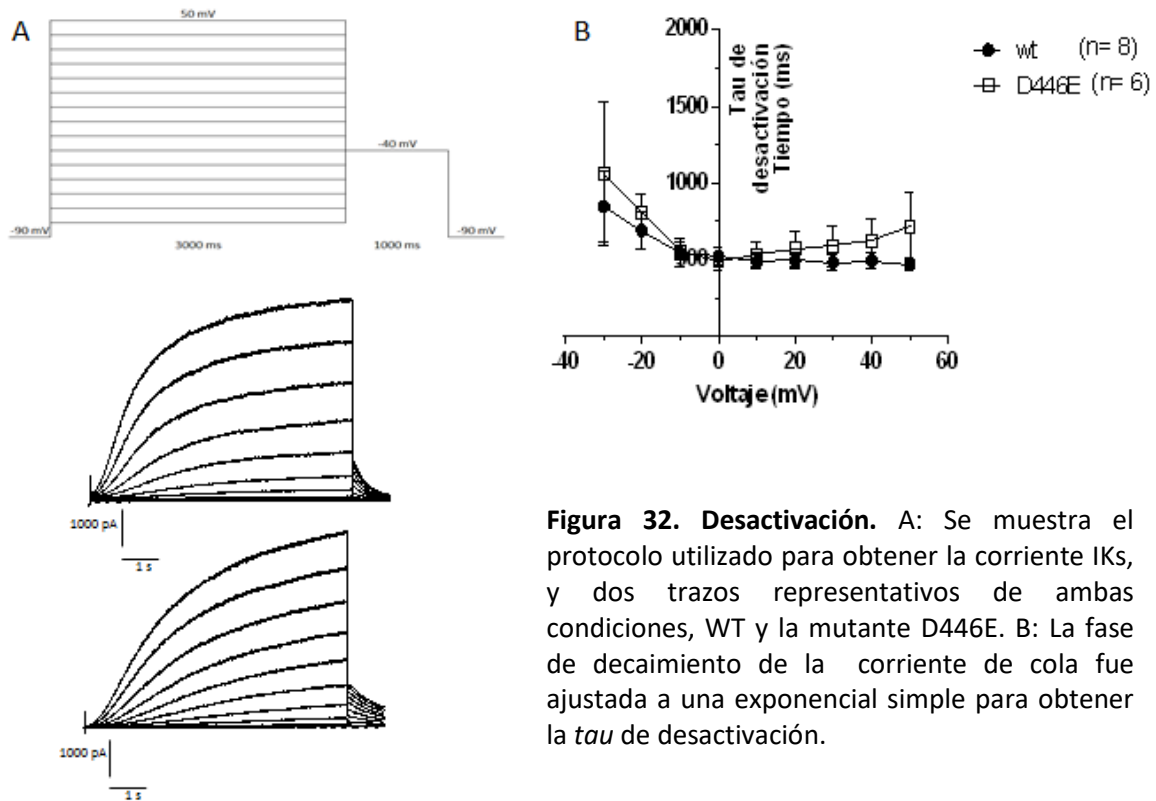 A
50 mV
-40 mV
-90 mV
-90 mV
3000 ms
1000 ms
1000 pA
1 s
1000 pA
1 s
B
Tau de
desactivación
Tiempo (ms)
2000
1500
1000
500
-40
-20
0
20
40
60
Voltaje (mV)
wt (n= 8)
D446E (n= 6)
Figura 32. Desactivación. A: Se muestra el
protocolo utilizado para obtener la corriente IKs,
y dos trazos representativos de ambas
condiciones, WT y la mutante D446E. B: La fase
de decaimiento de la corriente de cola fue
ajustada a una exponencial simple para obtener
la tau de desactivación.